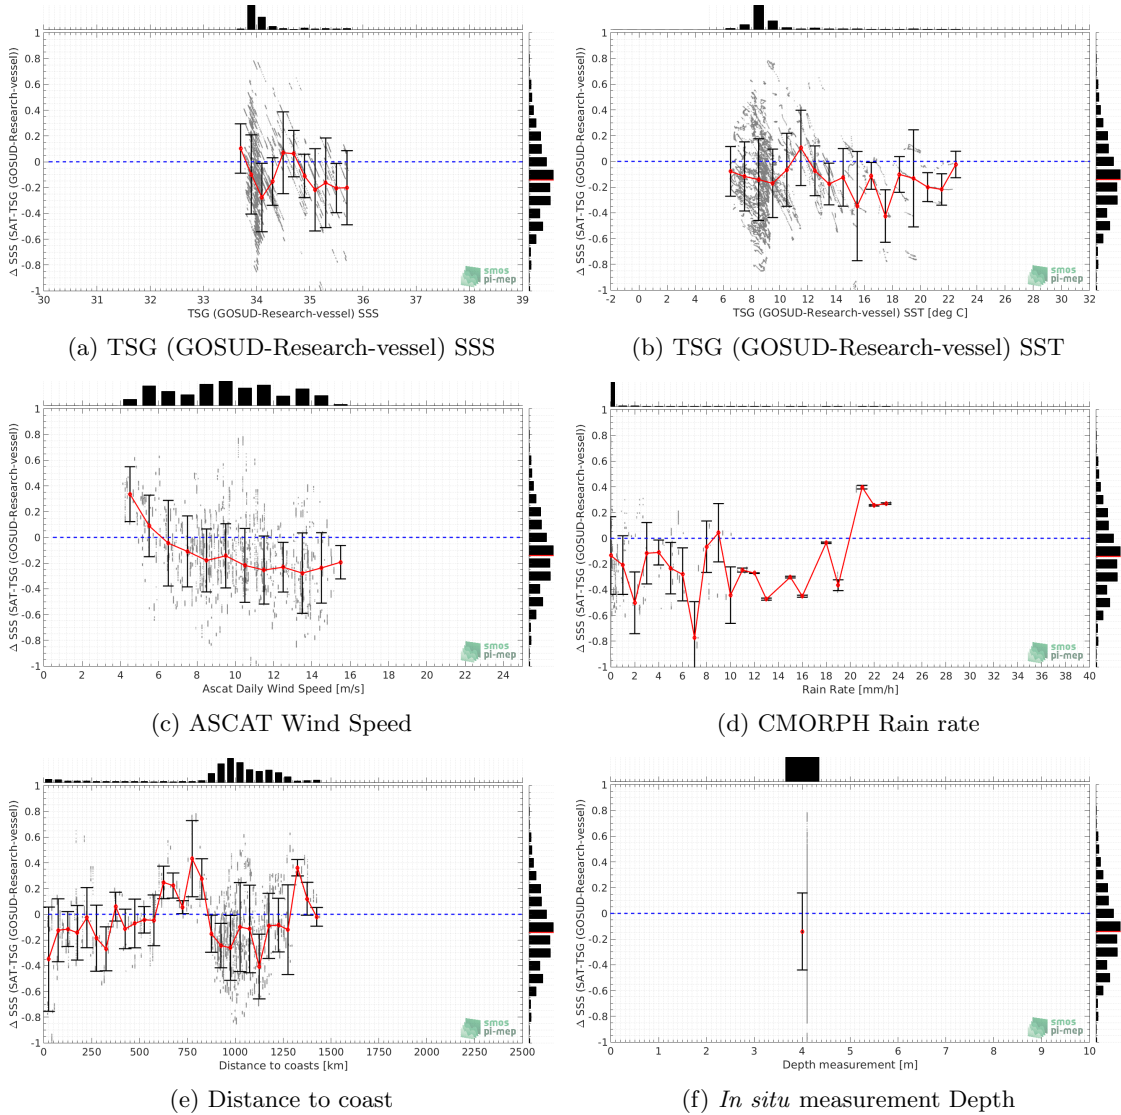 Δ SSS (SAT-TSG (GOSUD-Research-vessel))
1
0.8
0.6
0.4
0.2
0
-0.2
-0.4
-0.6
-0.8
-1
30 31 32 33 34 35 36 37 38 39
TSG (GOSUD-Research-vessel) SSS
smos
pi-mep
(a) TSG (GOSUD-Research-vessel) SSS
Δ SSS (SAT-TSG (GOSUD-Research-vessel))
1
0.8
0.6
0.4
0.2
0
-0.2
-0.4
-0.6
-0.8
-1
-2 0 2 4 6 8 10 12 14 16 18 20 22 24 26 28 30 32
TSG (GOSUD-Research-vessel) SST [deg C]
smos
pi-mep
(b) TSG (GOSUD-Research-vessel) SST
Δ SSS (SAT-TSG (GOSUD-Research-vessel))
1
0.8
0.6
0.4
0.2
0
-0.2
-0.4
-0.6
-0.8
-1
0 2 4 6 8 10 12 14 16 18 20 22 24
Ascat Daily Wind Speed [m/s]
smos
pi-mep
(c) ASCAT Wind Speed
Δ SSS (SAT-TSG (GOSUD-Research-vessel))
1
0.8
0.6
0.4
0.2
0
-0.2
-0.4
-0.6
-0.8
-1
0 2 4 6 8 10 12 14 16 18 20 22 24 26 28 30 32 34 36 38 40
Rain Rate [mm/h]
smos
pi-mep
(d) CMORPH Rain rate
Δ SSS (SAT-TSG (GOSUD-Research-vessel))
1
0.8
0.6
0.4
0.2
0
-0.2
-0.4
-0.6
-0.8
-1
0 250 500 750 1000 1250 1500 1750 2000 2250 2500
Distance to coasts [km]
smos
pi-mep
(e) Distance to coast
Δ SSS (SAT-TSG (GOSUD-Research-vessel))
1
0.8
0.6
0.4
0.2
0
-0.2
-0.4
-0.6
-0.8
-1
0 1 2 3 4 5 6 7 8 9 10
Depth measurement [m]
smos
pi-mep
(f) In situ measurement Depth